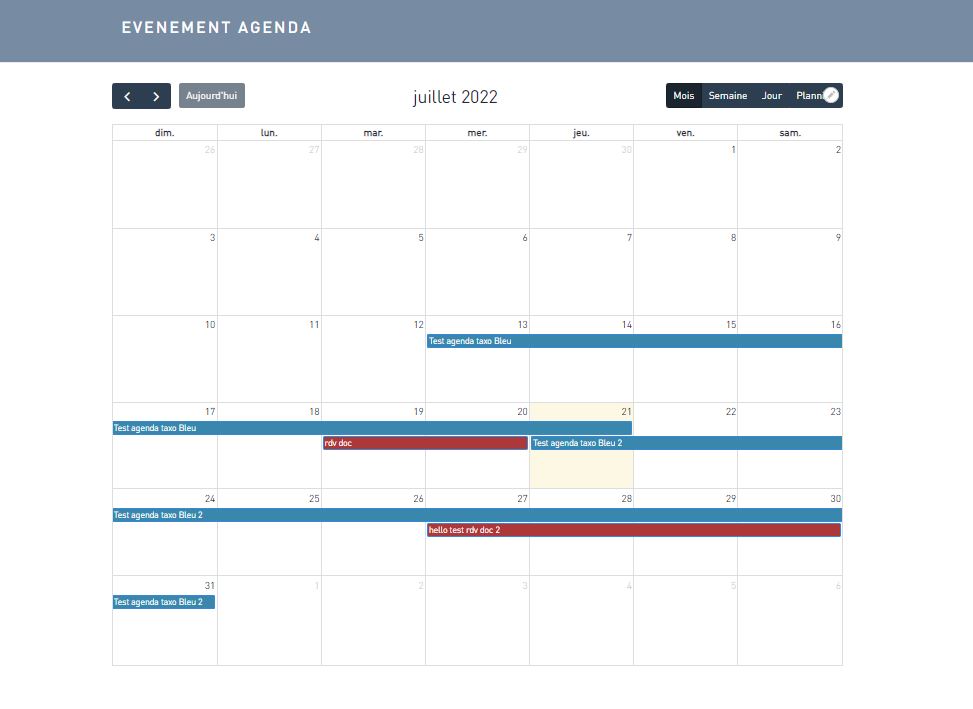 EVENEMENT AGENDA
Aujourd'hui
juillet 2022
Mois Semaine Jour
dim. lun. mar. mer. jeu. ven. sam.
26 27 28 29 30 1 2
3 4 5 6 7 8 9
10 11 12 13 14 15 16
Test agenda taxo Bleu
17 18 19 20 21 22 23
Test agenda taxo Bleu
rdv doc Test agenda taxo Bleu 2
24 25 26 27 28 29 30
Test agenda taxo Bleu 2
hello test rdv doc 2
31 1 2 3 4 5 6
Test agenda taxo Bleu 2